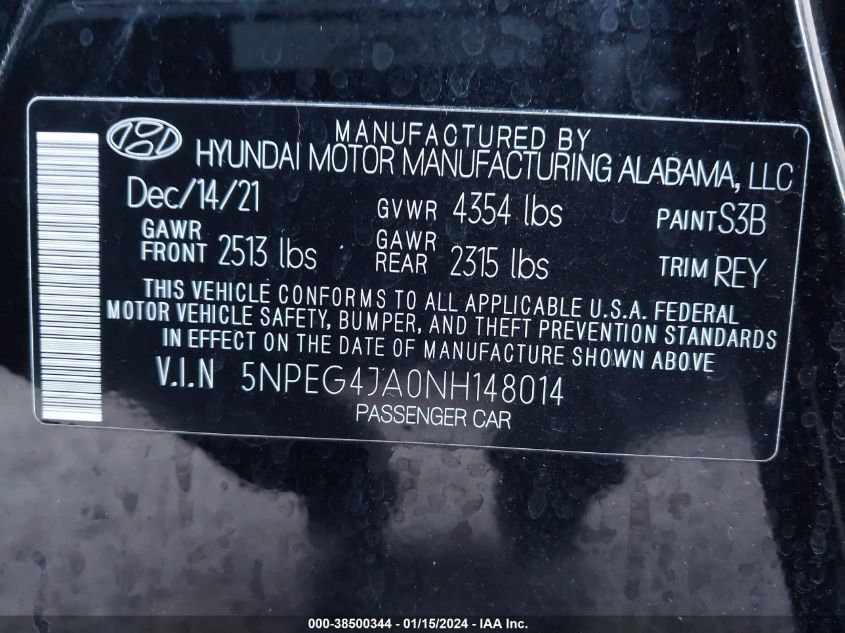 MANUFACTURED BY
HYUNDAI MOTOR MANUFACTURING ALABAMA, LLC
Dec/14/21 GVWR 4354 lbs PAINT S3B
GAWR FRONT 2513 lbs GAWR REAR 2315 lbs TRIM REY
THIS VEHICLE CONFORMS TO ALL APPLICABLE U.S.A. FEDERAL
MOTOR VEHICLE SAFETY, BUMPER, AND THEFT PREVENTION STANDARDS
IN EFFECT ON THE DATE OF MANUFACTURE SHOWN ABOVE
V.I.N 5NPEG4JA0NH148014
PASSENGER CAR
000-38500344 - 01/15/2024 - IAA Inc.